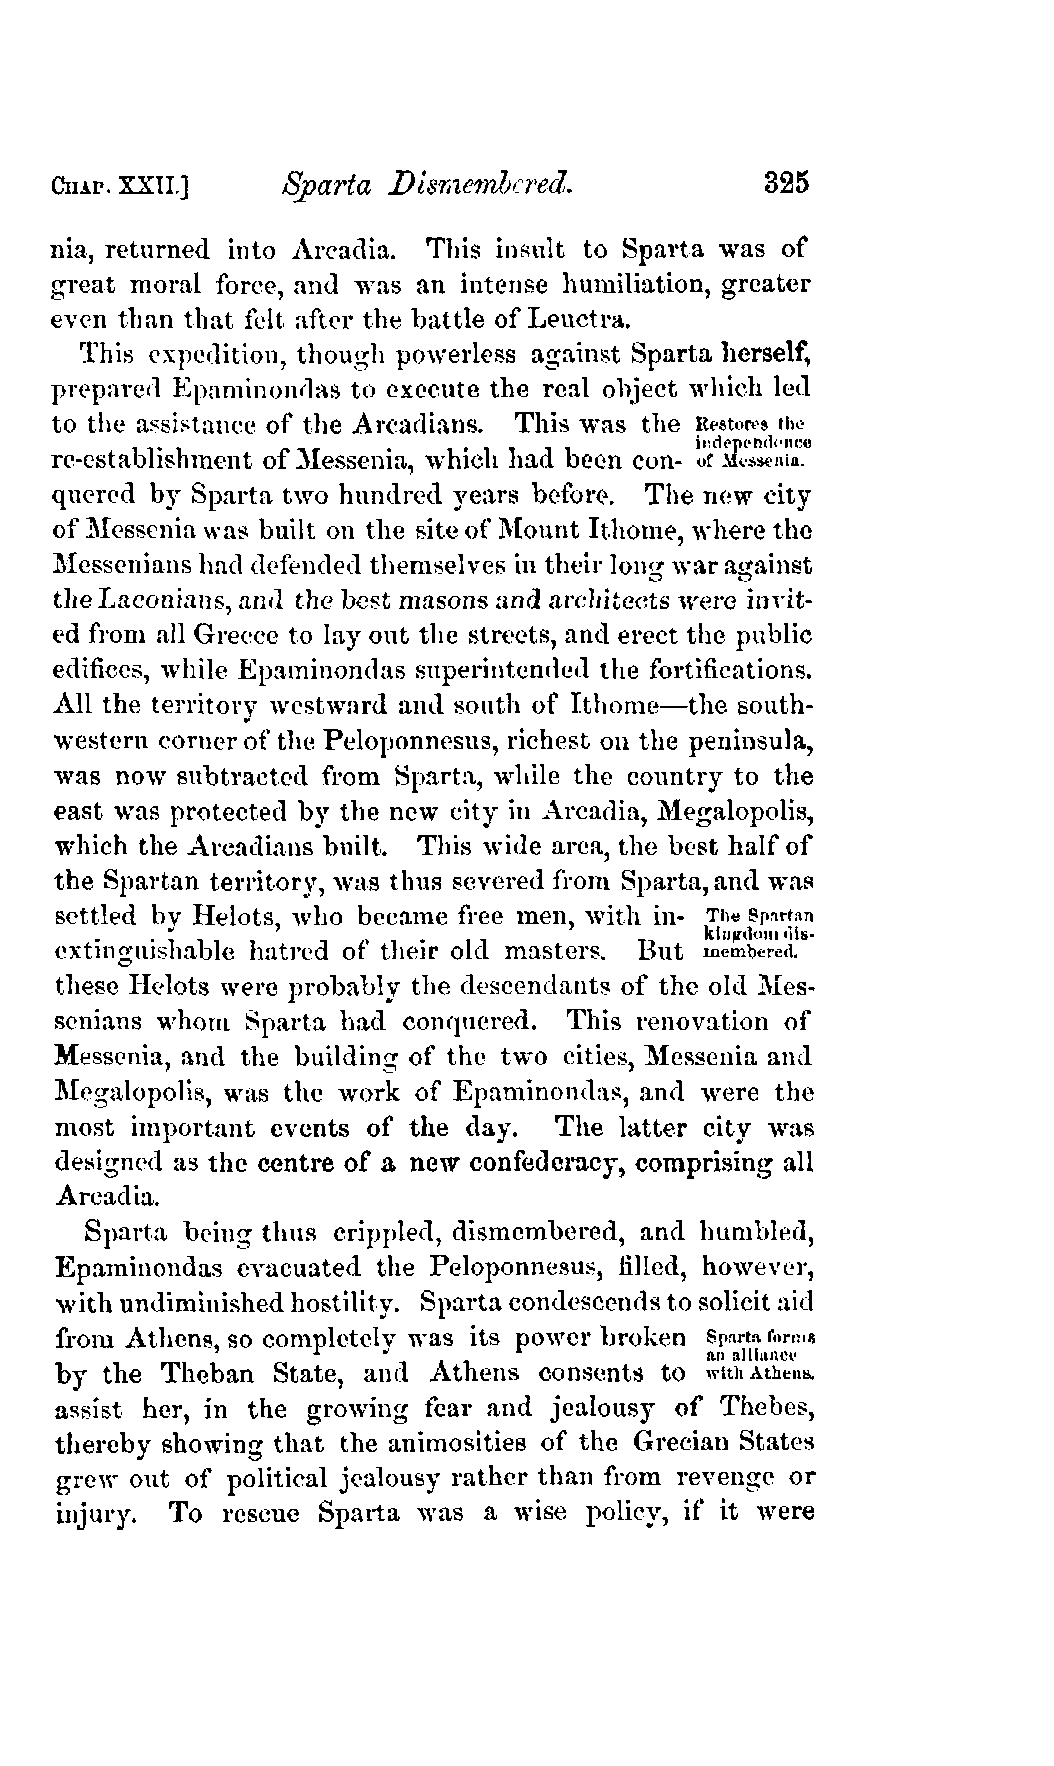 CHAP. XXII.] Sparta Dismembered. 325
nia, returned into Arcadia. This insult to Sparta was of
great moral force, and was an intense humiliation, greater
even than that felt after the battle of Leuctra.
This expedition, though powerless against Sparta herself,
prepared Epaminondas to execute the real object which led
to the assistance of the Arcadians. This was the
Restores the
independence
of Messenia.
re-establishment of Messenia, which had been con-
quered by Sparta two hundred years before. The new city
of Messenia was built on the site of Mount Ithome, where the
Messenians had defended themselves in their long war against
the Laconians, and the best masons and architects were invit-
ed from all Greece to lay out the streets, and erect the public
edifices, while Epaminondas superintended the fortifications.
All the territory westward and south of Ithome—the south-
western corner of the Peloponnesus, richest on the peninsula,
was now subtracted from Sparta, while the country to the
east was protected by the new city in Arcadia, Megalopolis,
which the Arcadians built. This wide area, the best half of
the Spartan territory, was thus severed from Sparta, and was
settled by Helots, who became free men, with in-
The Spartan
kingdom dis-
membered.
extinguishable hatred of their old masters. But
these Helots were probably the descendants of the old Mes-
senians whom Sparta had conquered. This renovation of
Messenia, and the building of the two cities, Messenia and
Megalopolis, was the work of Epaminondas, and were the
most important events of the day. The latter city was
designed as the centre of a new confederacy, comprising all
Arcadia.
Sparta being thus crippled, dismembered, and humbled,
Epaminondas evacuated the Peloponnesus, filled, however,
with undiminished hostility. Sparta condescends to solicit aid
from Athens, so completely was its power broken
Sparta forms
an alliance
with Athens.
by the Theban State, and Athens consents to
assist her, in the growing fear and jealousy of Thebes,
thereby showing that the animosities of the Grecian States
grew out of political jealousy rather than from revenge or
injury. To rescue Sparta was a wise policy, if it were